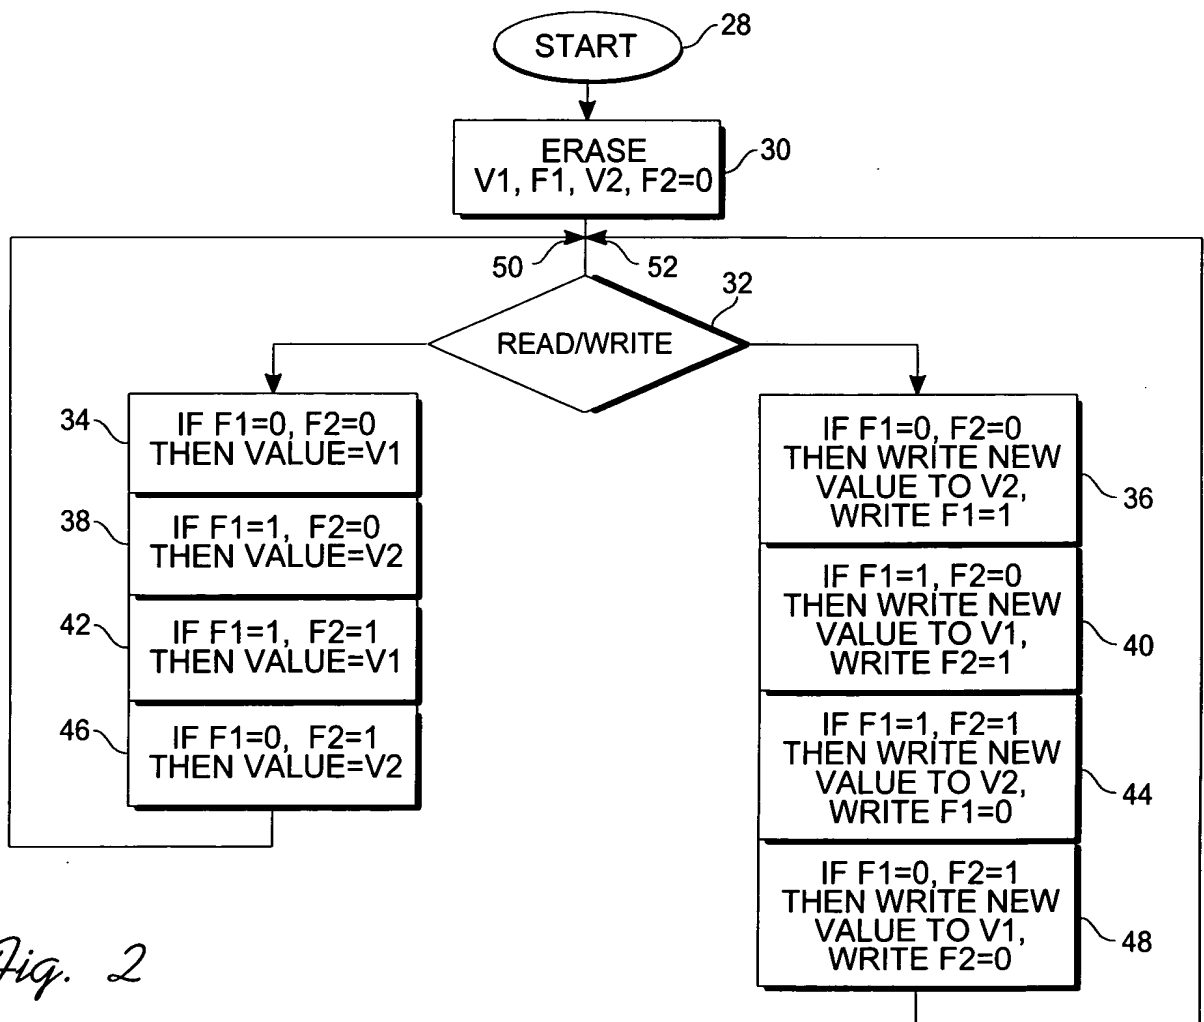 START
28
ERASE
V1, F1, V2, F2=0
30
50
52
32
READ/WRITE
34
IF F1=0, F2=0
THEN VALUE=V1
38
IF F1=1, F2=0
THEN VALUE=V2
42
IF F1=1, F2=1
THEN VALUE=V1
46
IF F1=0, F2=1
THEN VALUE=V2
IF F1=0, F2=0
THEN WRITE NEW
VALUE TO V2,
WRITE F1=1
36
IF F1=1, F2=0
THEN WRITE NEW
VALUE TO V1,
WRITE F2=1
40
IF F1=1, F2=1
THEN WRITE NEW
VALUE TO V2,
WRITE F1=0
44
IF F1=0, F2=1
THEN WRITE NEW
VALUE TO V1,
WRITE F2=0
48
Fig. 2